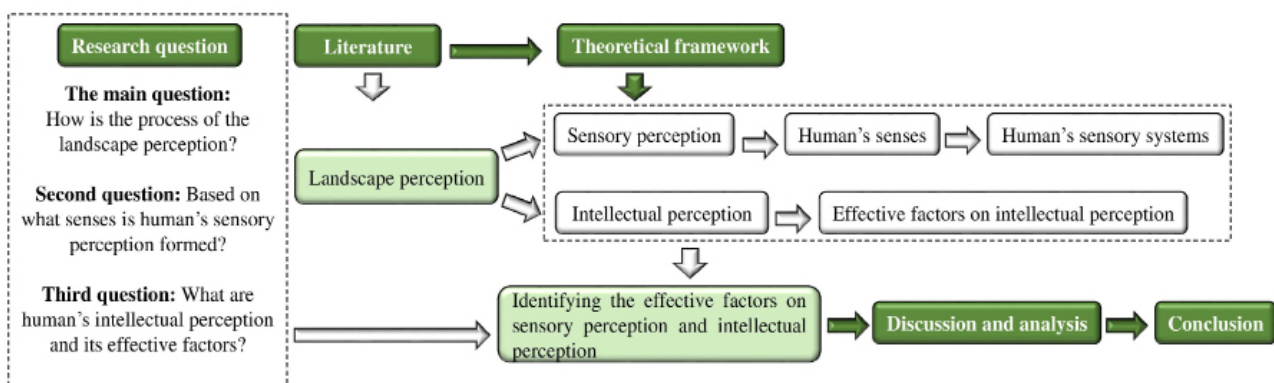 Research question
The main question:
How is the process of the
landscape perception?
Second question: Based on
what senses is human's sensory
perception formed?
Third question: What are
human's intellectual perception
and its effective factors?
Literature
Theoretical framework
Landscape perception
Sensory perception
Human's senses
Human's sensory systems
Intellectual perception
Effective factors on intellectual perception
Identifying the effective factors on
sensory perception and intellectual
perception
Discussion and analysis
Conclusion